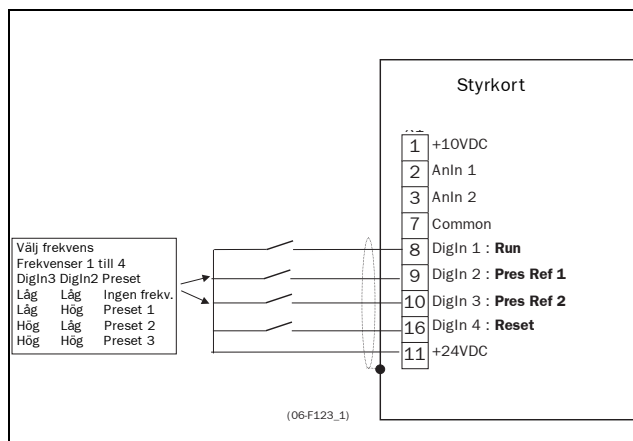 Styrkort
X1
1 +10VDC
2 AnIn 1
3 AnIn 2
7 Common
8 DigIn 1 : Run
9 DigIn 2 : Pres Ref 1
10 DigIn 3 : Pres Ref 2
16 DigIn 4 : Reset
11 +24VDC
Välj frekvens
Frekvenser 1 till 4
DigIn3 DigIn2 Preset
Låg Låg Ingen frekv.
Låg Hög Preset 1
Hög Låg Preset 2
Hög Hög Preset 3
(06-F123_1)